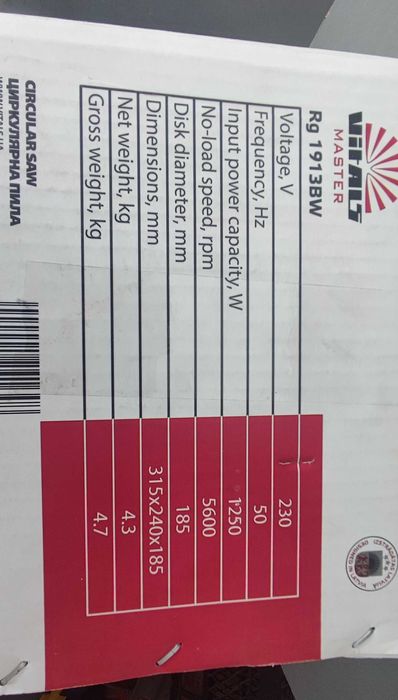 Vitals
MASTER
Rg 1913BW
Voltage, V 230
Frequency, Hz 50
Input power capacity, W 1250
No-load speed, rpm 5600
Disk diameter, mm 185
Dimensions, mm 315x240x185
Net weight, kg 4.3
Gross weight, kg 4.7
CIRCULAR SAW
ЦИРКУЛЯРНА ПИЛА
IZSTRĀDĀTAS LATVIJĀ